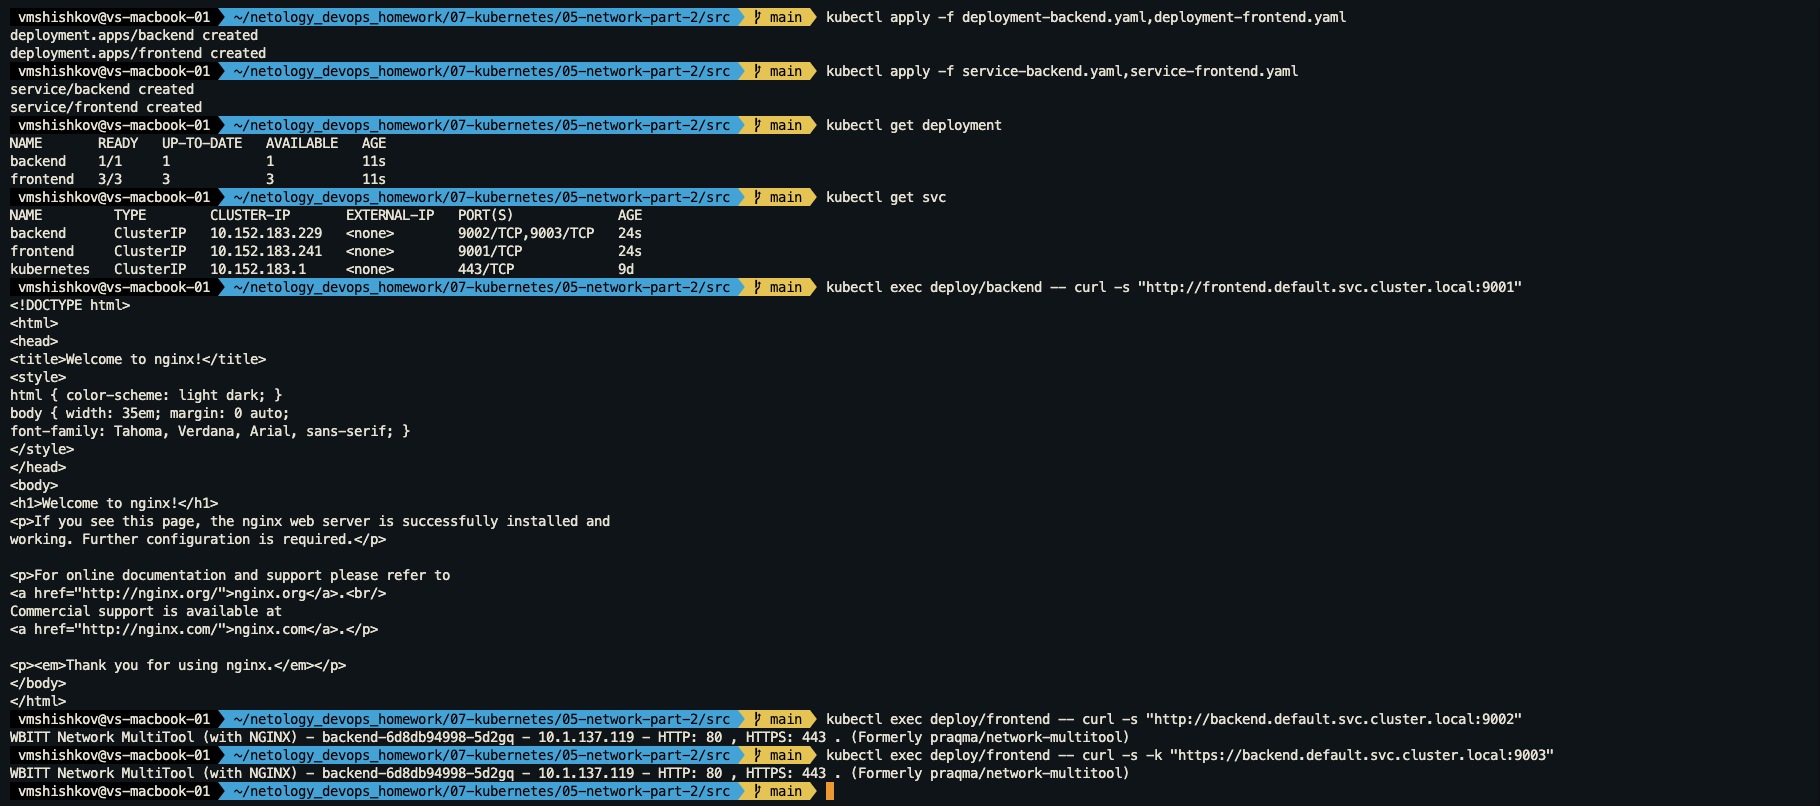 vmshishkov@vs-macbook-01 ~/netology_devops_homework/07-kubernetes/05-network-part-2/src main kubectl apply -f deployment-backend.yaml,deployment-frontend.yaml
deployment.apps/backend created
deployment.apps/frontend created
vmshishkov@vs-macbook-01 ~/netology_devops_homework/07-kubernetes/05-network-part-2/src main kubectl apply -f service-backend.yaml,service-frontend.yaml
service/backend created
service/frontend created
vmshishkov@vs-macbook-01 ~/netology_devops_homework/07-kubernetes/05-network-part-2/src main kubectl get deployment
NAME READY UP-TO-DATE AVAILABLE AGE
backend 1/1 1 1 11s
frontend 3/3 3 3 11s
vmshishkov@vs-macbook-01 ~/netology_devops_homework/07-kubernetes/05-network-part-2/src main kubectl get svc
NAME TYPE CLUSTER-IP EXTERNAL-IP PORT(S) AGE
backend ClusterIP 10.152.183.229 <none> 9002/TCP,9003/TCP 24s
frontend ClusterIP 10.152.183.241 <none> 9001/TCP 24s
kubernetes ClusterIP 10.152.183.1 <none> 443/TCP 9d
vmshishkov@vs-macbook-01 ~/netology_devops_homework/07-kubernetes/05-network-part-2/src main kubectl exec deploy/backend -- curl -s "http://frontend.default.svc.cluster.local:9001"
<!DOCTYPE html>
<html>
<head>
<title>Welcome to nginx!</title>
<style>
html { color-scheme: light dark; }
body { width: 35em; margin: 0 auto;
font-family: Tahoma, Verdana, Arial, sans-serif; }
</style>
</head>
<body>
<h1>Welcome to nginx!</h1>
<p>If you see this page, the nginx web server is successfully installed and
working. Further configuration is required.</p>
<p>For online documentation and support please refer to
<a href="http://nginx.org/">nginx.org</a>.<br/>
Commercial support is available at
<a href="http://nginx.com/">nginx.com</a>.</p>
<p><em>Thank you for using nginx.</em></p>
</body>
</html>
vmshishkov@vs-macbook-01 ~/netology_devops_homework/07-kubernetes/05-network-part-2/src main kubectl exec deploy/frontend -- curl -s "http://backend.default.svc.cluster.local:9002"
WBITT Network MultiTool (with NGINX) - backend-6d8db94998-5d2gq - 10.1.137.119 - HTTP: 80 , HTTPS: 443 . (Formerly praqma/network-multitool)
vmshishkov@vs-macbook-01 ~/netology_devops_homework/07-kubernetes/05-network-part-2/src main kubectl exec deploy/frontend -- curl -s -k "https://backend.default.svc.cluster.local:9003"
WBITT Network MultiTool (with NGINX) - backend-6d8db94998-5d2gq - 10.1.137.119 - HTTP: 80 , HTTPS: 443 . (Formerly praqma/network-multitool)
vmshishkov@vs-macbook-01 ~/netology_devops_homework/07-kubernetes/05-network-part-2/src main